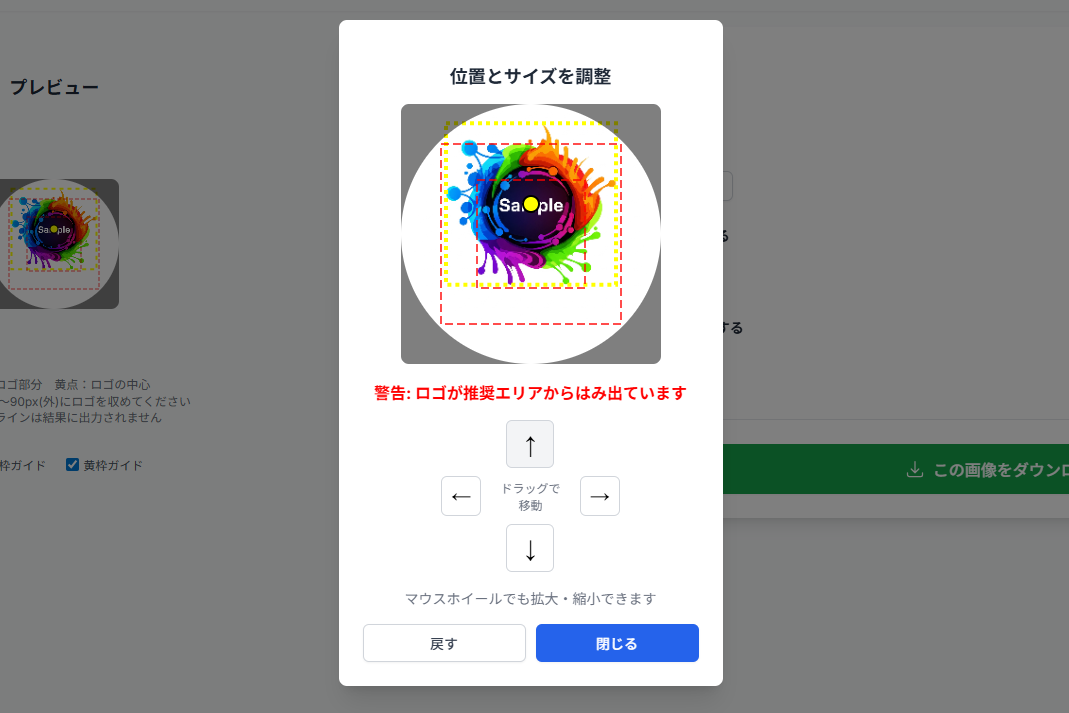 プレビュー
ロゴ部分　黄点：ロゴの中心
～90px(外)にロゴを収めてください
ラインは結果に出力されません
枠ガイド
黄枠ガイド
位置とサイズを調整
Sample
警告: ロゴが推奨エリアからはみ出ています
↑
←
ドラッグで
移動
→
↓
マウスホイールでも拡大・縮小できます
戻す
閉じる
る
する
この画像をダウンロ